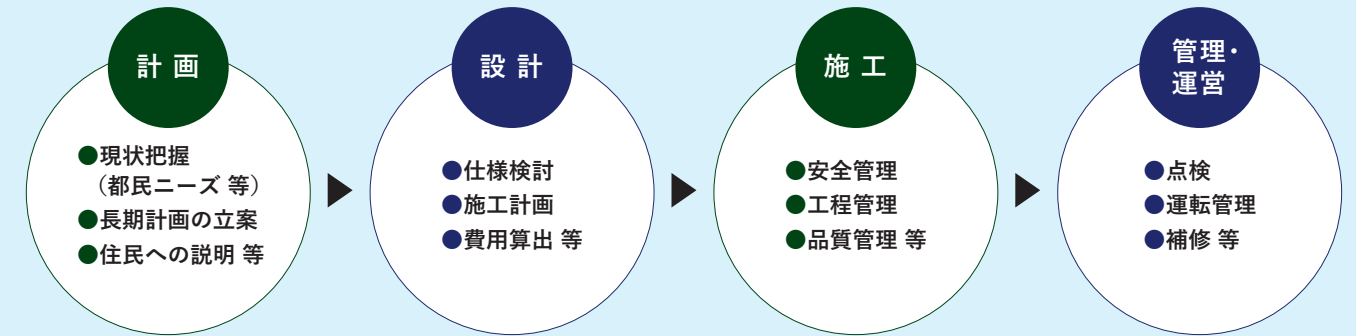 計画
●現状把握
（都民ニーズ 等）
●長期計画の立案
●住民への説明 等
設計
●仕様検討
●施工計画
●費用算出 等
施工
●安全管理
●工程管理
●品質管理 等
管理・
運営
●点検
●運転管理
●補修 等